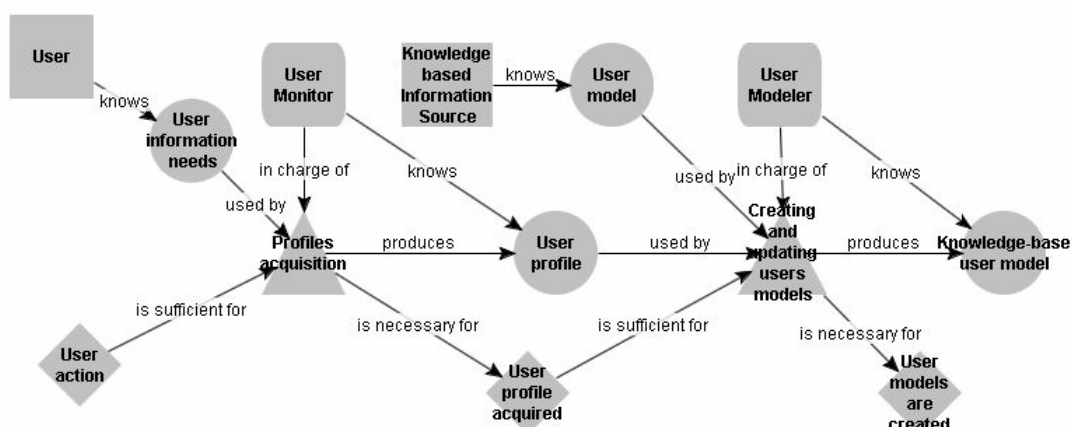 User
User
Monitor
Knowledge
based
Information
Source
knows
User
model
User
Modeler
knows
User
information
needs
in charge of
knows
used by
in charge of
knows
used by
Profiles
acquisition
produces
User
profile
used by
Creating
and
updating
users
models
produces
Knowledge-base
user model
is sufficient for
is necessary for
is sufficient for
is necessary for
User
action
User
profile
acquired
User
models
are
created